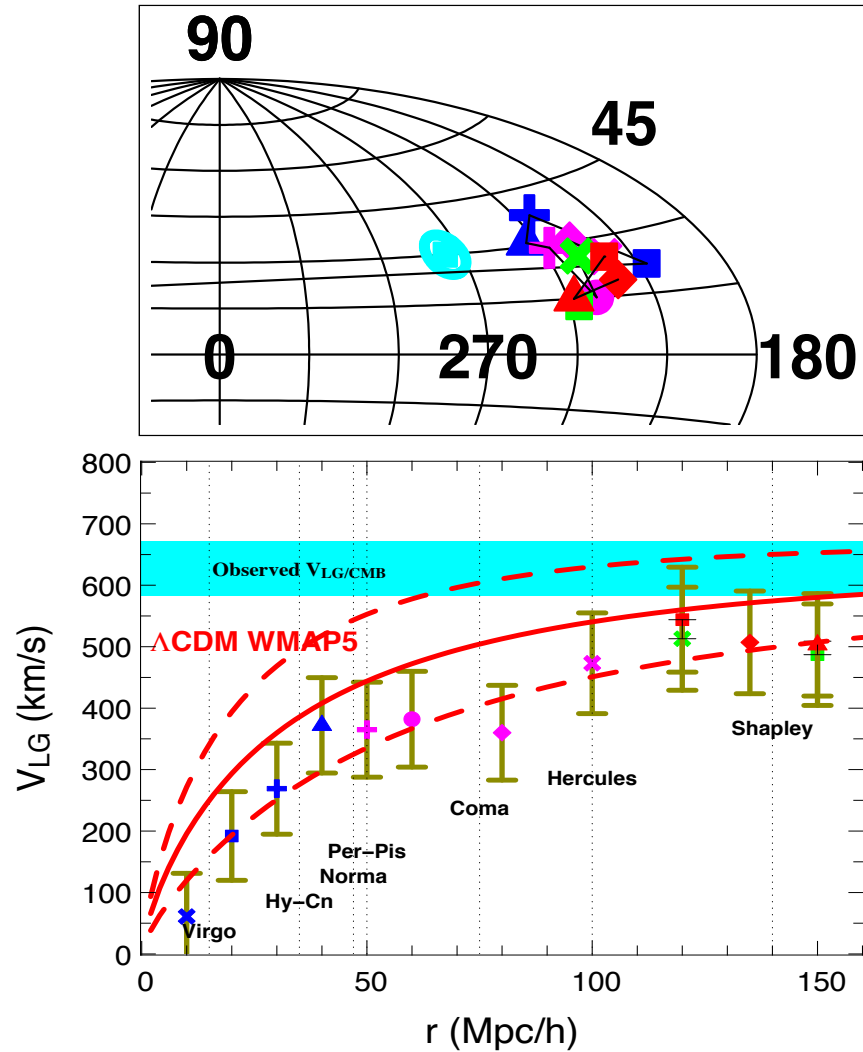 90
45
0
270
180
800
700
600
500
400
300
200
100
0
V_LG (km/s)
Observed V_LG/CMB
ΛCDM WMAP5
Shapley
Hercules
Coma
Per–Pis
Norma
Hy–Cn
Virgo
0
50
100
150
r (Mpc/h)